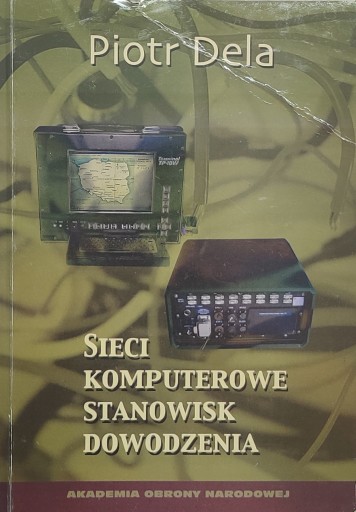 Piotr Dela
SIECI
KOMPUTEROWE
STANOWISK
DOWODZENIA
AKADEMIA OBRONY NARODOWEJ